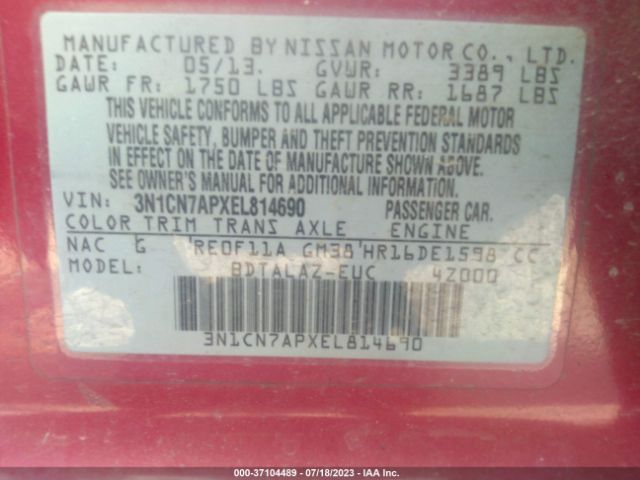 MANUFACTURED BY NISSAN MOTOR CO., LTD.
DATE: 05/13. GVWR: 3389 LBS
GAWR FR: 1750 LBS GAWR RR: 1687 LBS
THIS VEHICLE CONFORMS TO ALL APPLICABLE FEDERAL MOTOR
VEHICLE SAFETY, BUMPER AND THEFT PREVENTION STANDARDS
IN EFFECT ON THE DATE OF MANUFACTURE SHOWN ABOVE.
SEE OWNER'S MANUAL FOR ADDITIONAL INFORMATION.
VIN: 3N1CN7APXEL814690 PASSENGER CAR.
COLOR TRIM TRANS AXLE ENGINE
NAC G RE0F11A GM38 HR16DE1598 CC
MODEL: BDTALAZ-EUC 4Z000
3N1CN7APXEL814690
000-37104489 - 07/18/2023 - IAA Inc.